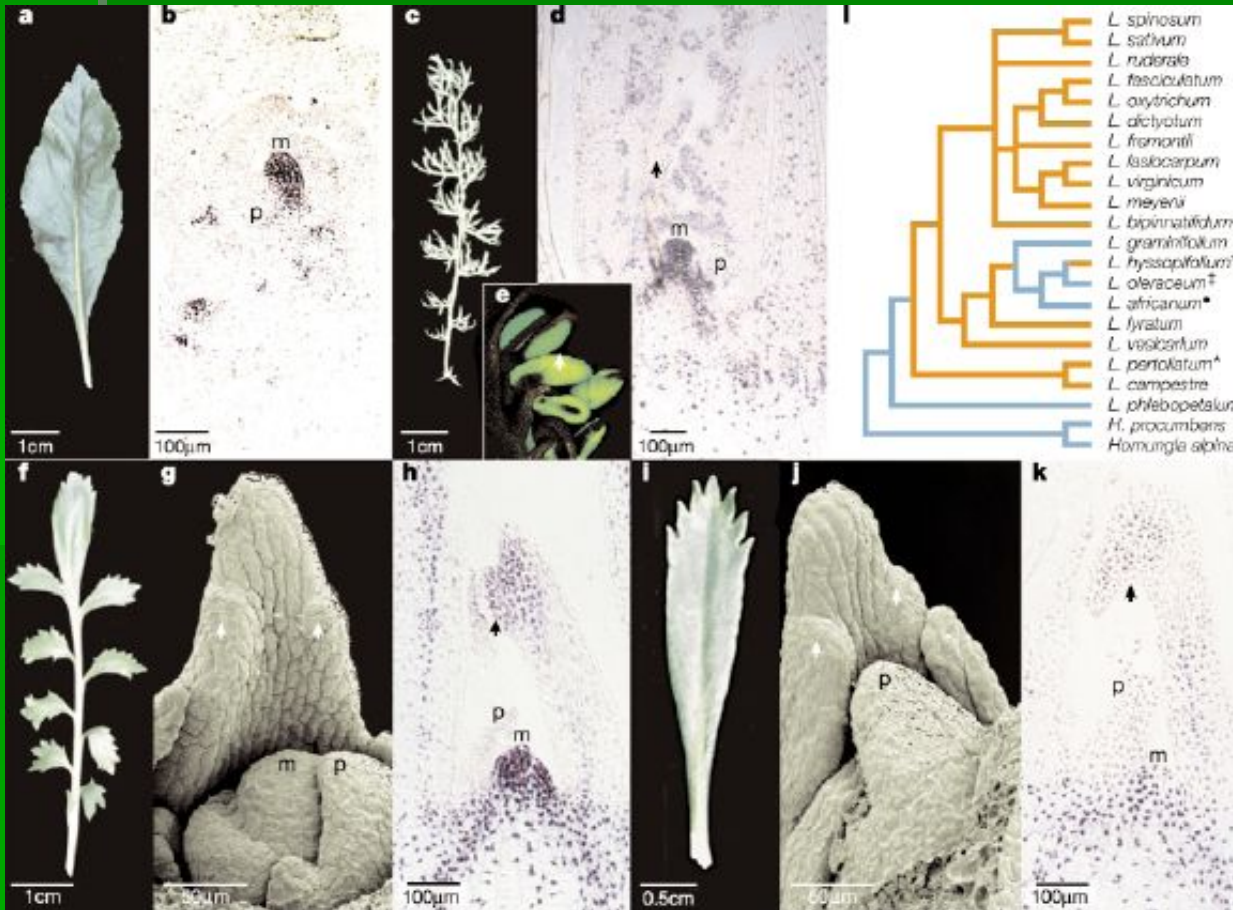 a
b
m
p
1cm
100μm
c
d
m
p
e
1cm
100μm
l
L. spinosum
L. sativum
L. ruderale
L. fasciculatum
L. oxytrichum
L. dictyotum
L. fremontii
L. lasiocarpum
L. virginicum
L. meyenii
L. bipinnatifidum
L. graminifolium
L. hyssopifolium
L. oleraceum‡
L. africanum•
L. lyratum
L. vesicarium
L. perfoliatum*
L. campestre
L. phlebopetalum
H. procumbens
Hornungia alpina
f
g
m
p
1cm
50μm
h
p
m
100μm
i
j
p
0.5cm
k
p
m
100μm